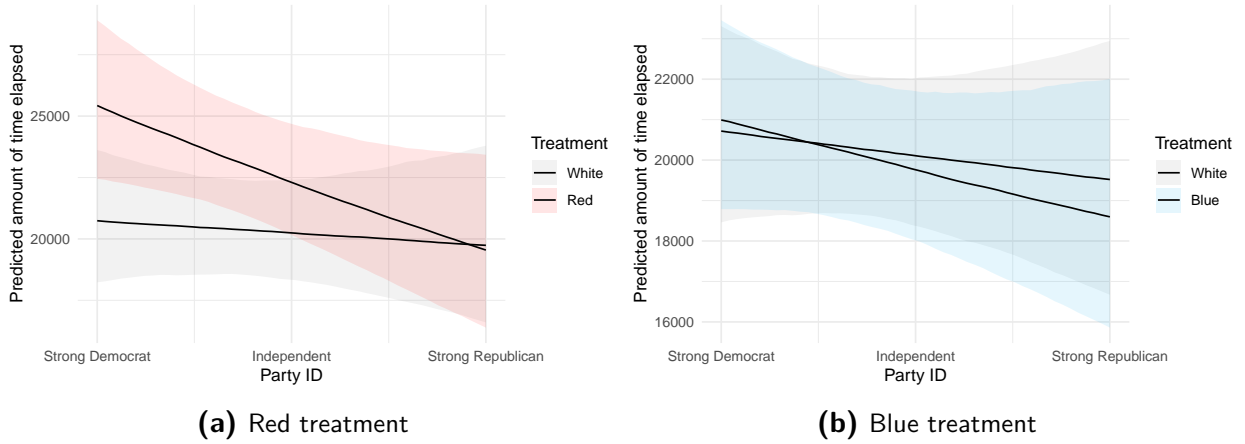 Predicted amount of time elapsed
25000
20000
Strong Democrat
Independent
Strong Republican
Party ID
Treatment
White
Red
(a) Red treatment
Predicted amount of time elapsed
22000
20000
18000
16000
Strong Democrat
Independent
Strong Republican
Party ID
Treatment
White
Blue
(b) Blue treatment